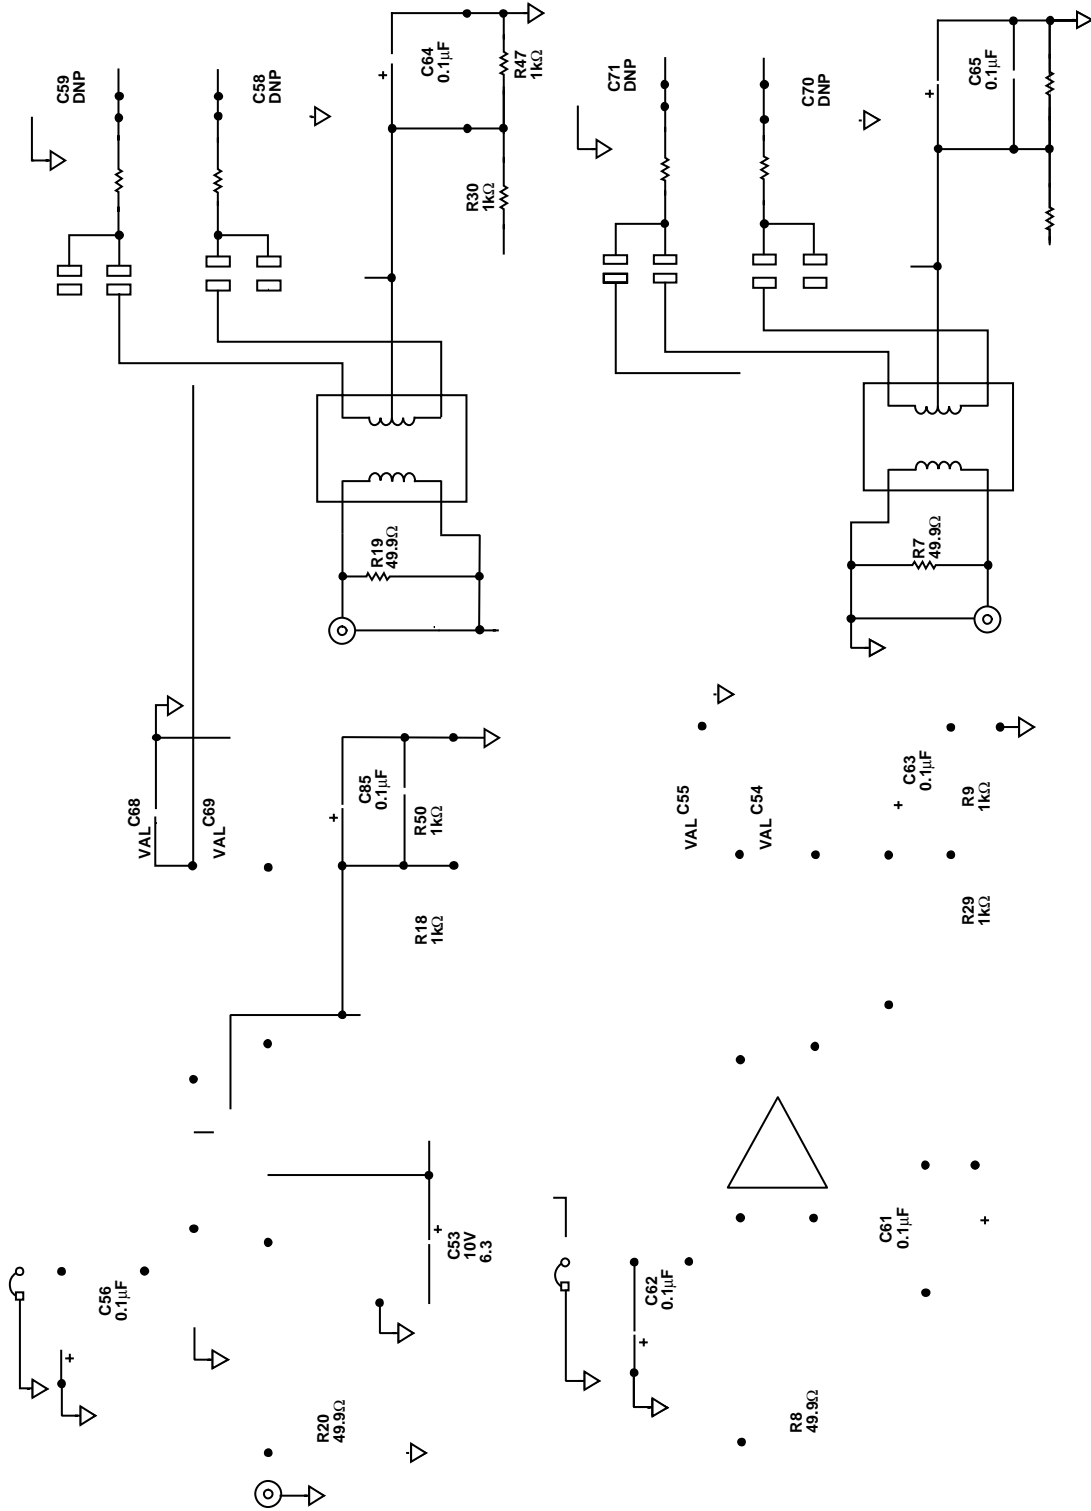 C59
DNP
C58
DNP
C64
0.1µF
R47
1kΩ
R30
1kΩ
+
C71
DNP
C70
DNP
C65
0.1µF
+
R19
49.9Ω
R7
49.9Ω
C68
VAL
C69
VAL
C85
0.1µF
R50
1kΩ
R18
1kΩ
+
C55
VAL
C54
VAL
C63
0.1µF
R9
1kΩ
R29
1kΩ
+
C56
0.1µF
+
C53
10V
6.3
+
R20
49.9Ω
C62
0.1µF
+
C61
0.1µF
+
R8
49.9Ω